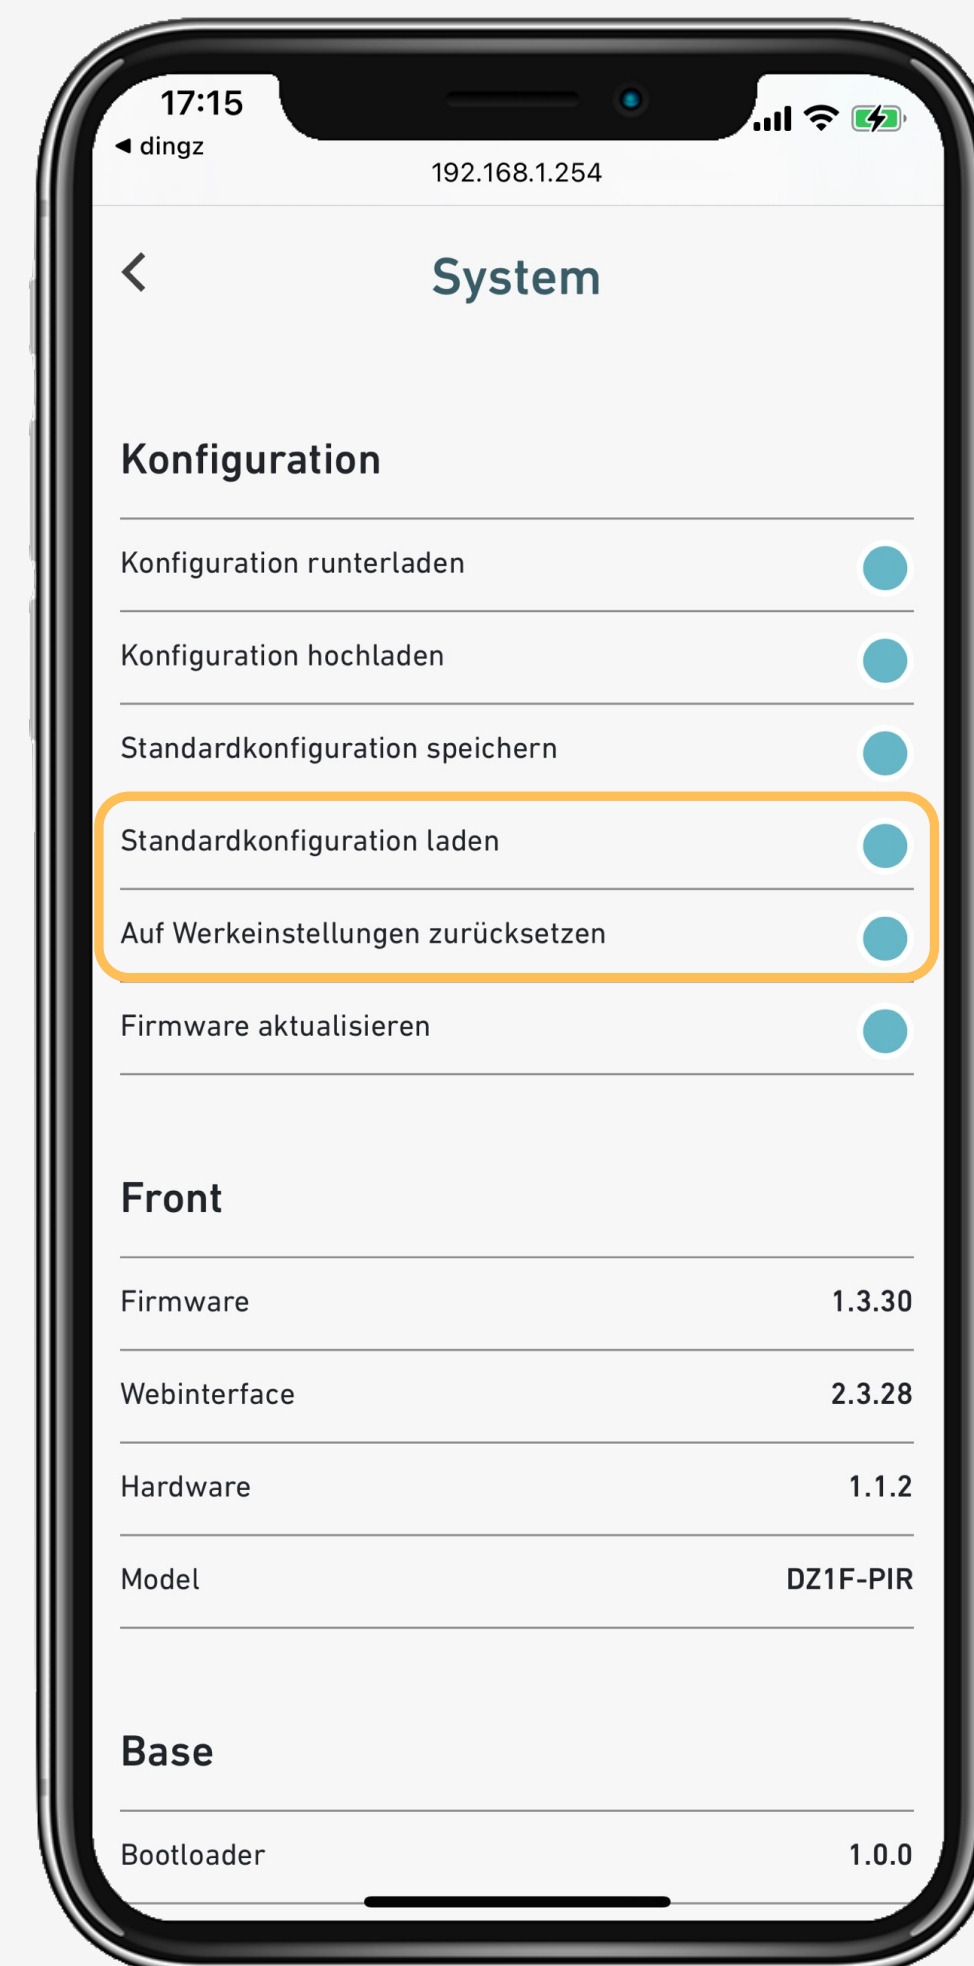 17:15
dingz
192.168.1.254
System
Konfiguration
Konfiguration runterladen
Konfiguration hochladen
Standardkonfiguration speichern
Standardkonfiguration laden
Auf Werkeinstellungen zurücksetzen
Firmware aktualisieren
Front
Firmware 1.3.30
Webinterface 2.3.28
Hardware 1.1.2
Model DZ1F-PIR
Base
Bootloader 1.0.0